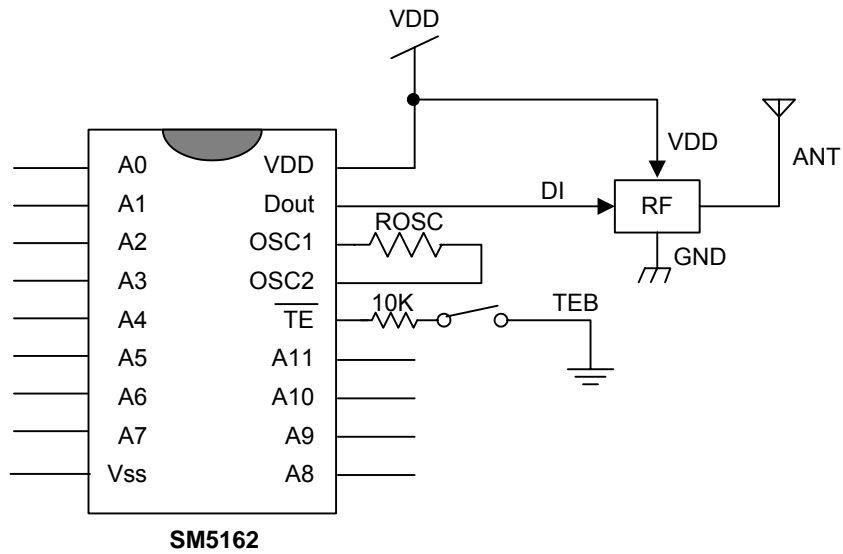 VDD
A0
A1
A2
A3
A4
A5
A6
A7
Vss
VDD
Dout
OSC1
OSC2
TE
A11
A10
A9
A8
ROSC
10K
TEB
DI
VDD
RF
GND
ANT
SM5162